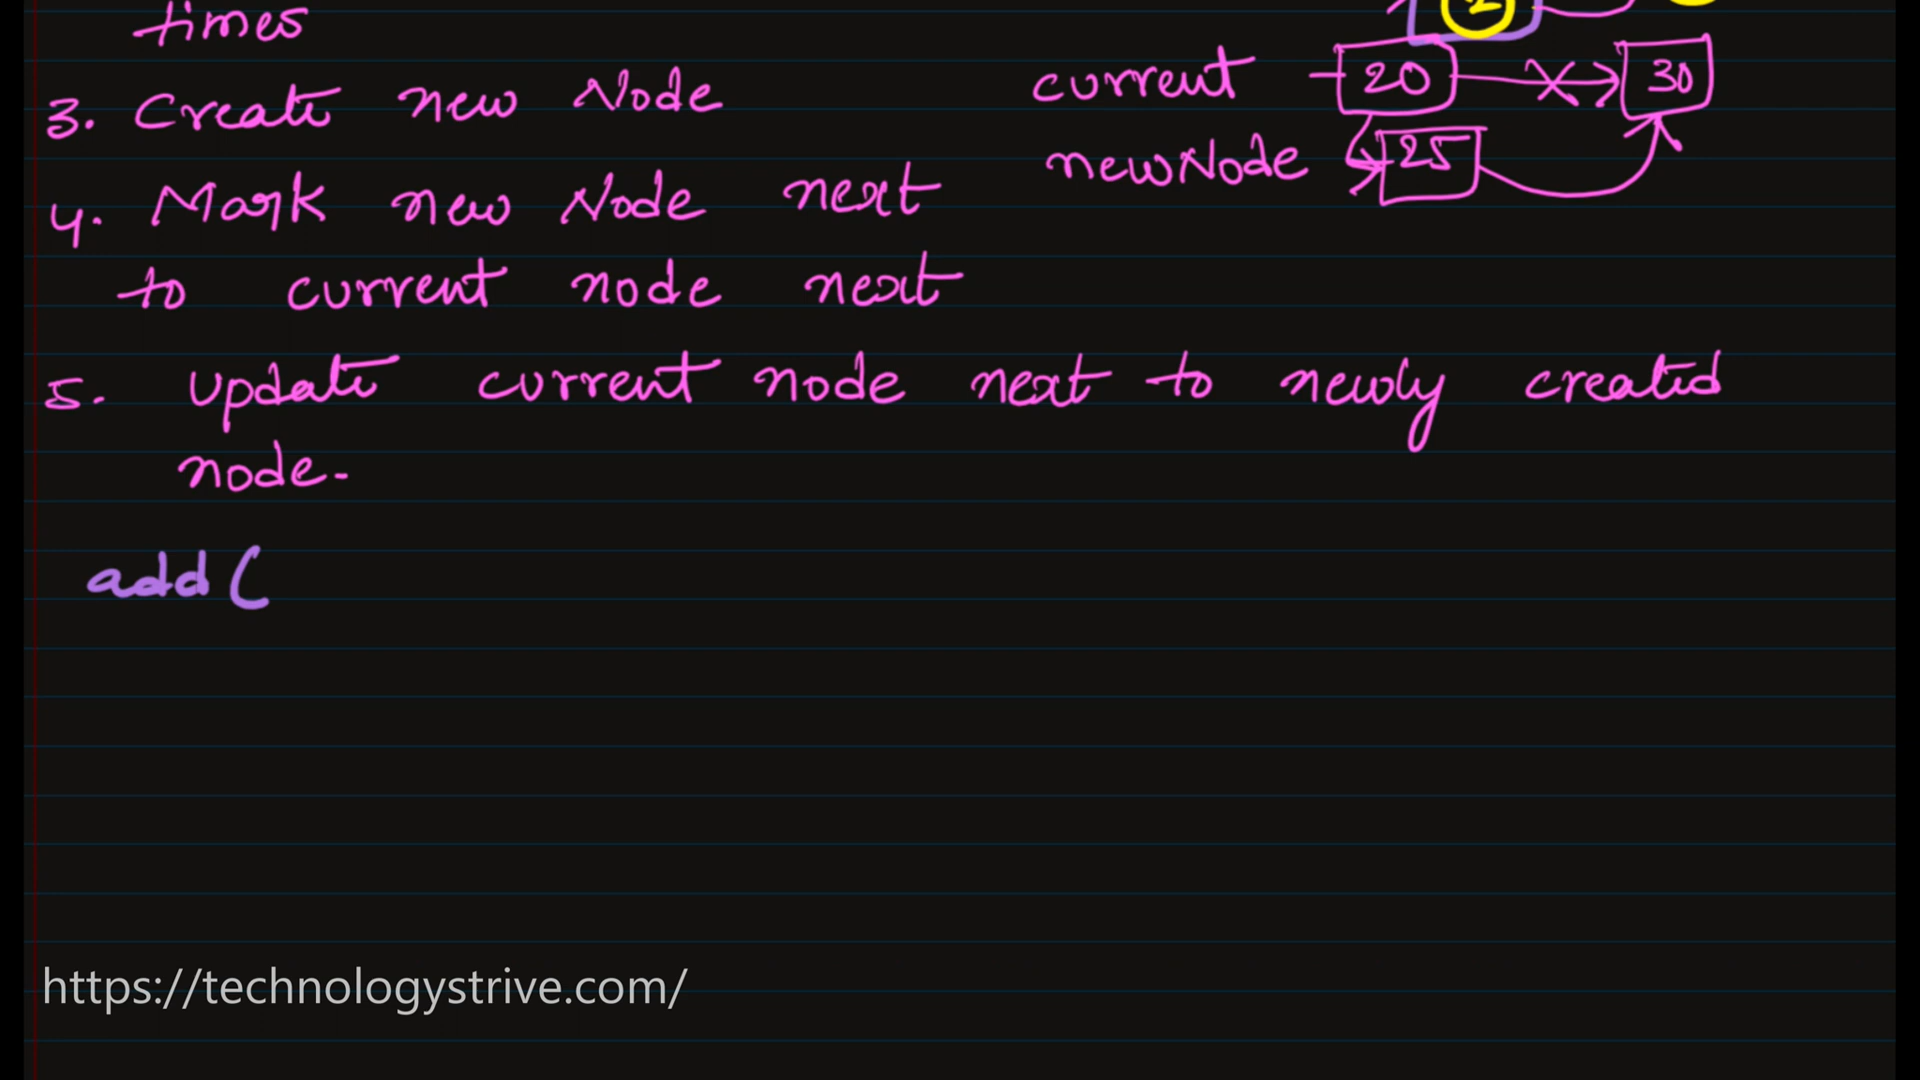 times
2
3. Create new Node
current 20 30
newNode 25
4. Mark new Node next
to current node next
5. update current node next to newly created
node.
add (
https://technologystrive.com/